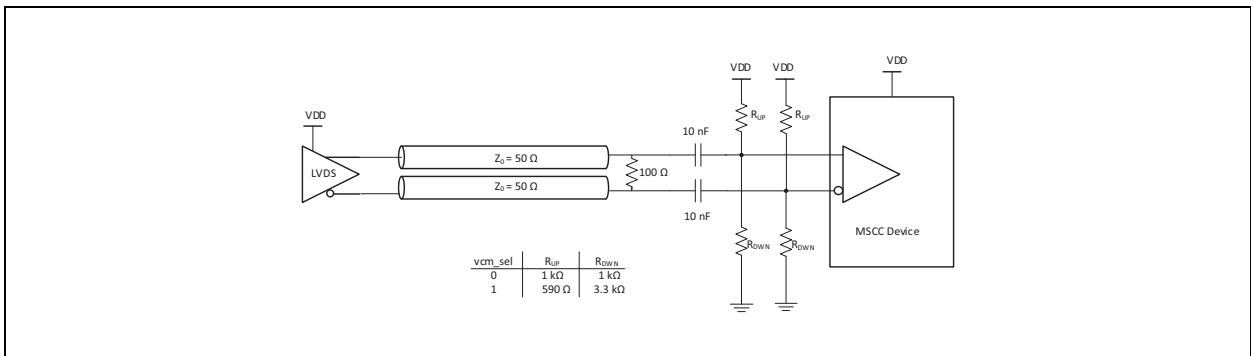 VDD
VDD VDD
R_UP R_UP
VDD
10 nF
Z₀ = 50 Ω
LVDS
100 Ω
Z₀ = 50 Ω
10 nF
R_DWN R_DWN
MSCC Device
vcm_sel R_UP R_DWN
0 1 kΩ 1 kΩ
1 590 Ω 3.3 kΩ